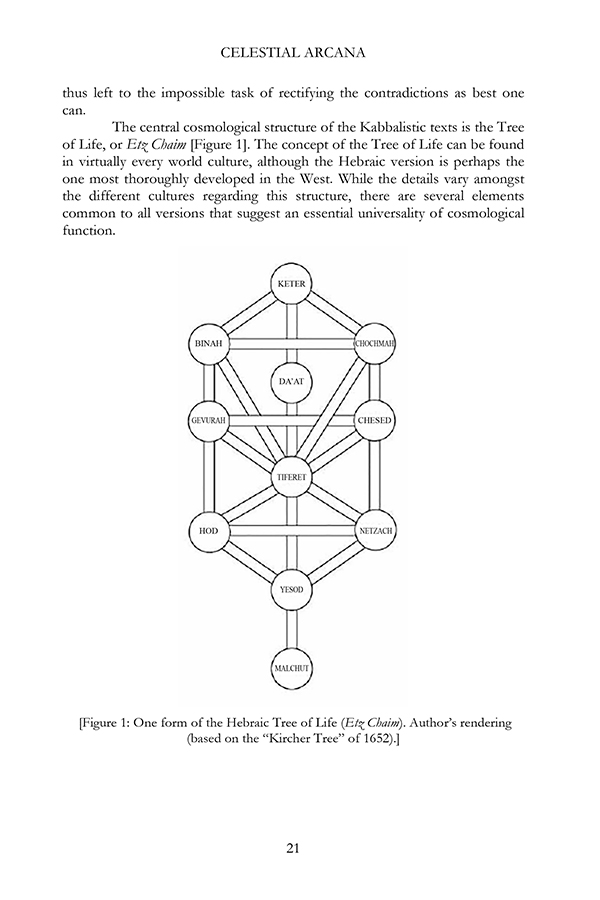 CELESTIAL ARCANA
thus left to the impossible task of rectifying the contradictions as best one
can.
The central cosmological structure of the Kabbalistic texts is the Tree
of Life, or Etz Chaim [Figure 1]. The concept of the Tree of Life can be found
in virtually every world culture, although the Hebraic version is perhaps the
one most thoroughly developed in the West. While the details vary amongst
the different cultures regarding this structure, there are several elements
common to all versions that suggest an essential universality of cosmological
function.
KETER
BINAH
CHOCHMAH
DA'AT
GEVURAH
CHESED
TIFERET
HOD
NETZACH
YESOD
MALCHUT
[Figure 1: One form of the Hebraic Tree of Life (Etz Chaim). Author's rendering
(based on the “Kircher Tree” of 1652).]
21